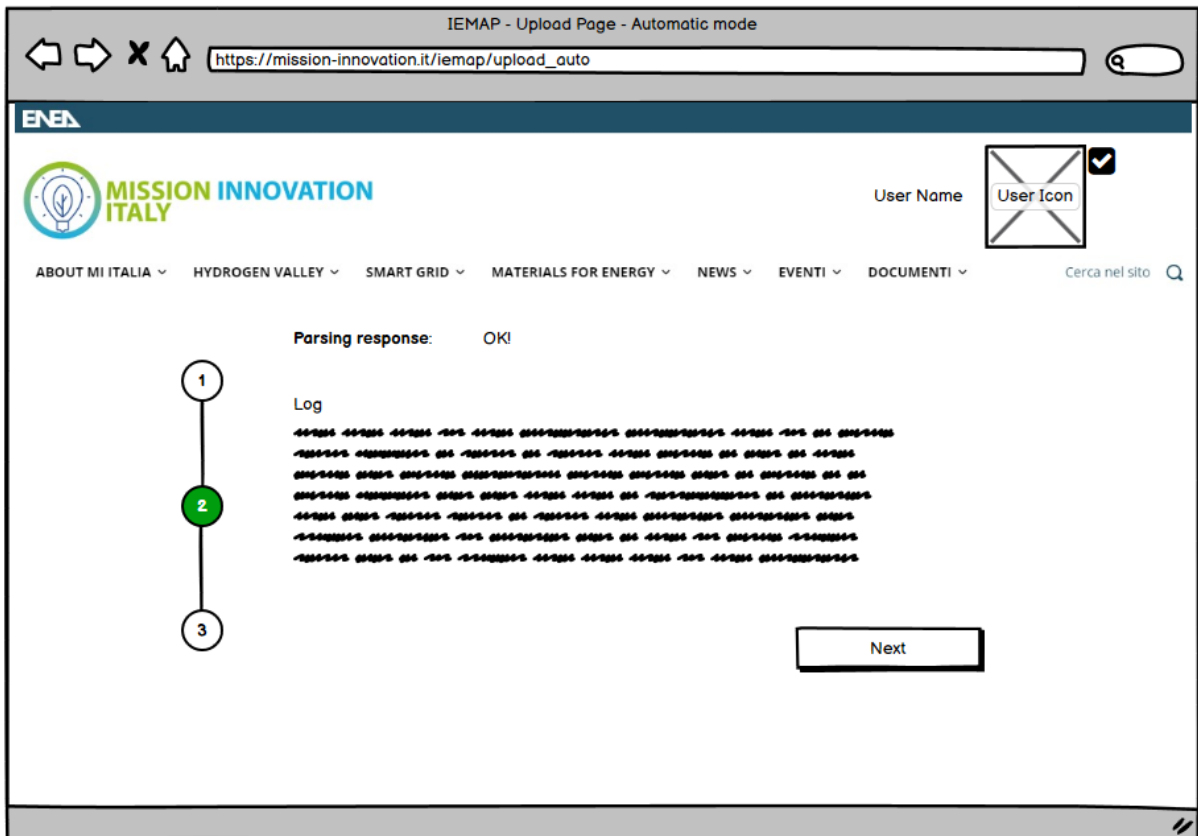 IEMAP - Upload Page - Automatic mode
https://mission-innovation.it/iemap/upload_auto
ENEA
MISSION INNOVATION
ITALY
User Name
User Icon
ABOUT MI ITALIA HYDROGEN VALLEY SMART GRID MATERIALS FOR ENERGY NEWS EVENTI DOCUMENTI Cerca nel sito
Parsing response: OK!
1
Log
2
3
Next